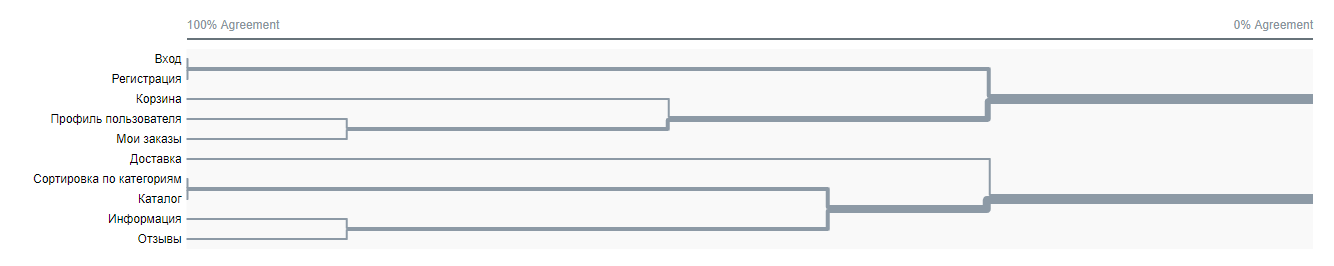 100% Agreement 0% Agreement
Вход
Регистрация
Корзина
Профиль пользователя
Мои заказы
Доставка
Сортировка по категориям
Каталог
Информация
Отзывы